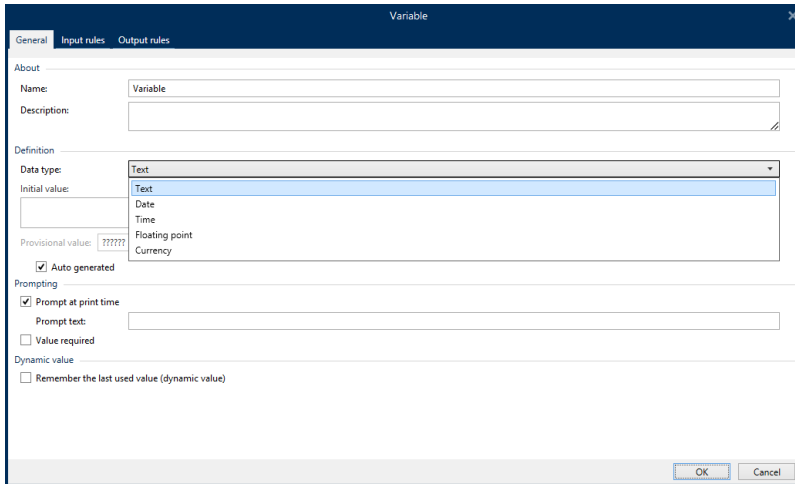 Variable
General Input rules Output rules
About
Name: Variable
Description:
Definition
Data type: Text
Initial value: Text
Date
Time
Floating point
Currency
Provisional value: ??????
Auto generated
Prompting
Prompt at print time
Prompt text:
Value required
Dynamic value
Remember the last used value (dynamic value)
OK Cancel